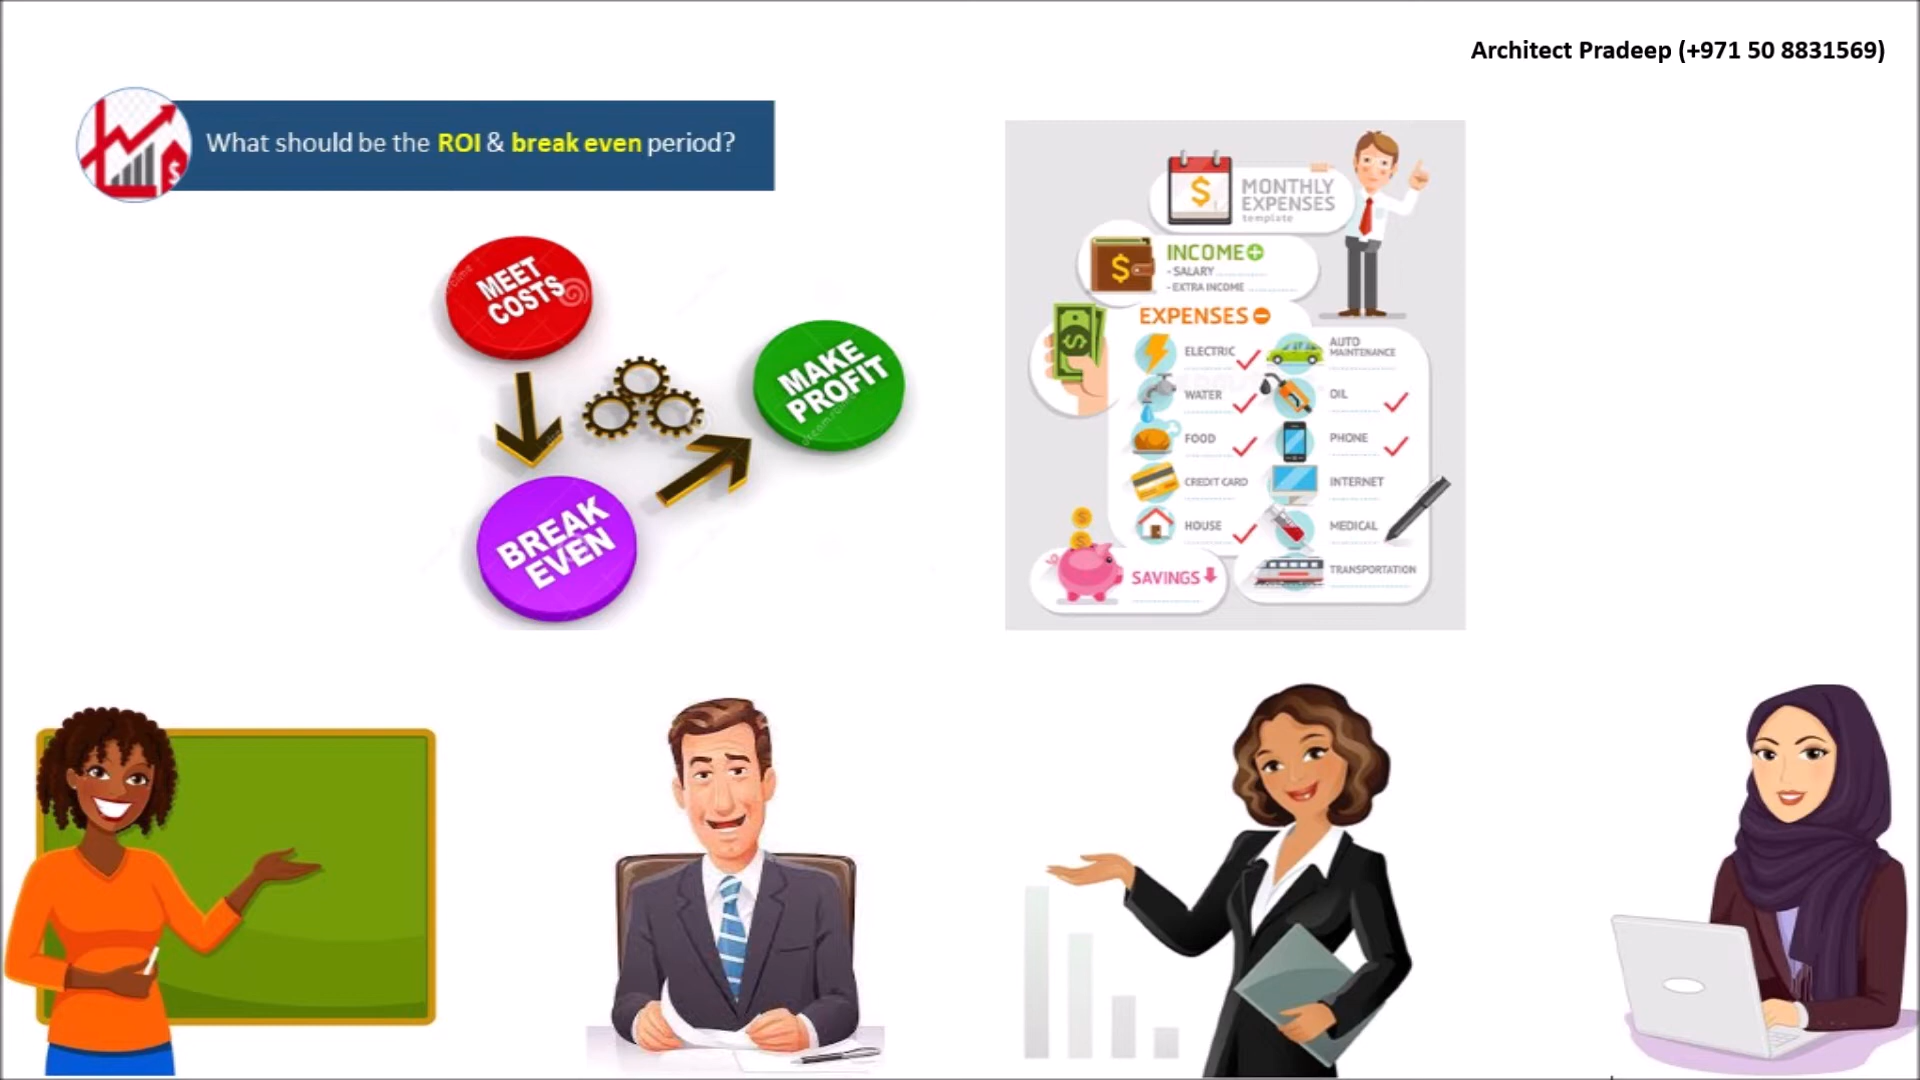 Architect Pradeep (+971 50 8831569)
What should be the ROI & break even period?
MEET
COSTS
MAKE
PROFIT
BREAK
EVEN
MONTHLY
EXPENSES
template
INCOME
- SALARY
- EXTRA INCOME
EXPENSES
ELECTRIC
WATER
FOOD
CREDIT CARD
HOUSE
AUTO
MAINTENANCE
OIL
PHONE
INTERNET
MEDICAL
TRANSPORTATION
SAVINGS